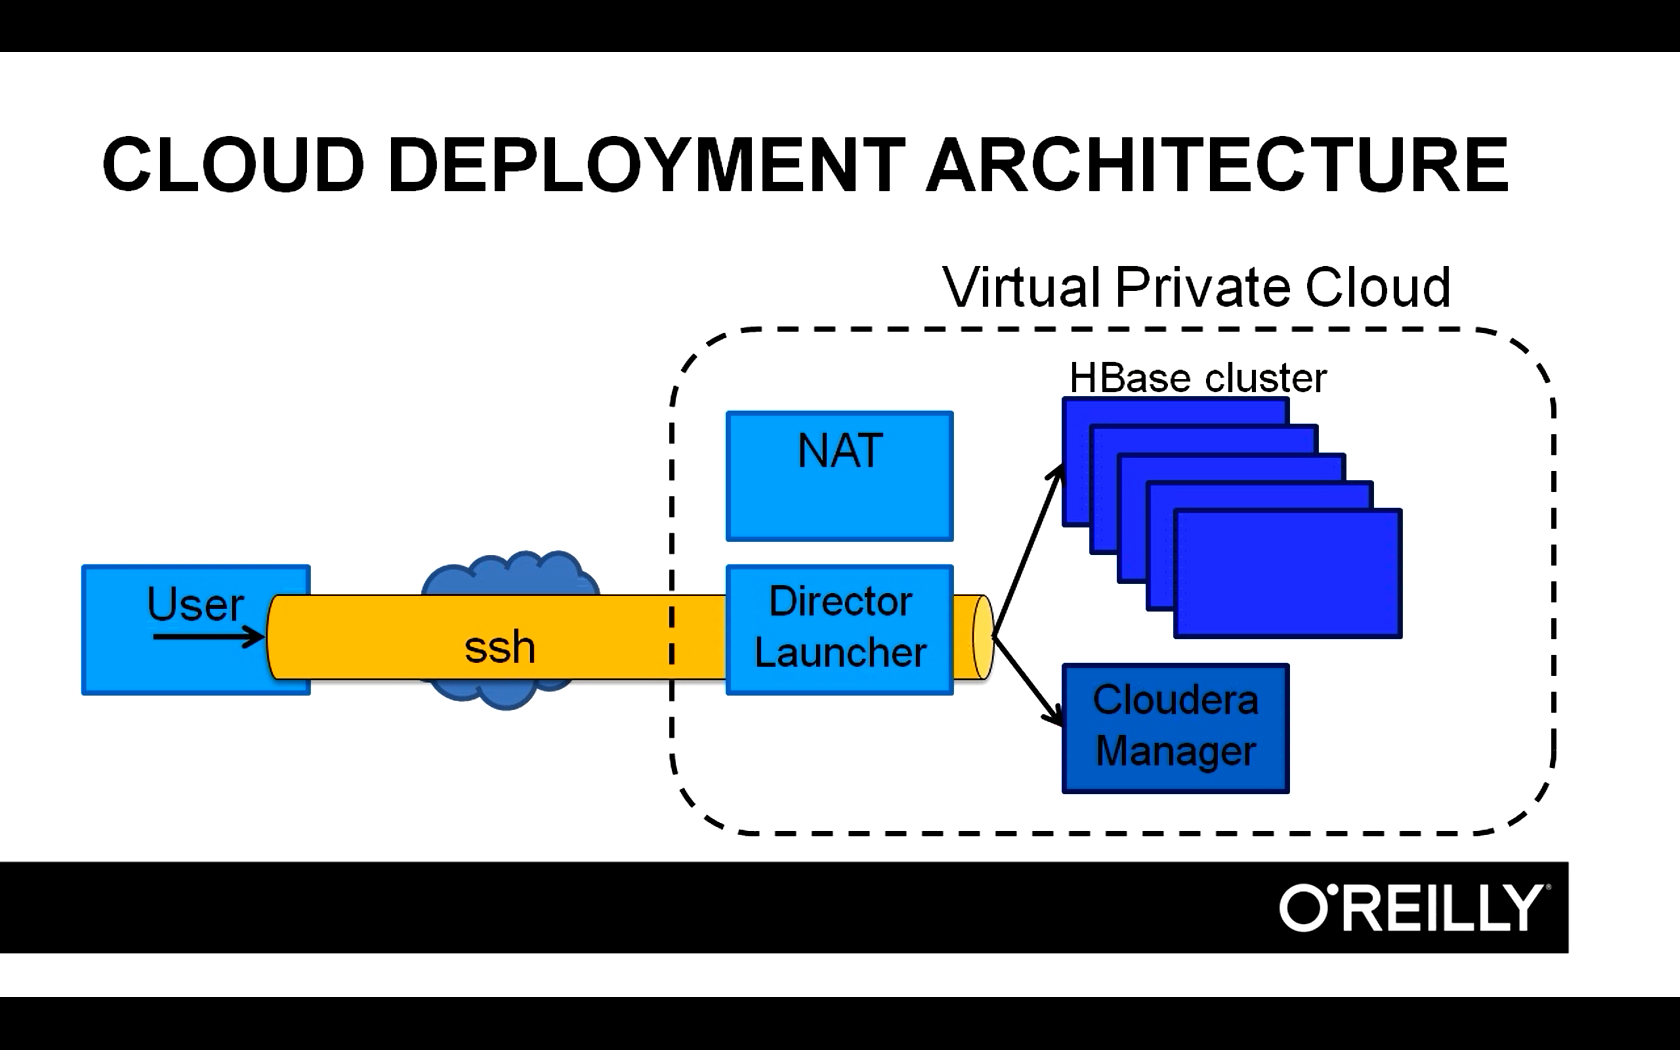 CLOUD DEPLOYMENT ARCHITECTURE
Virtual Private Cloud
HBase cluster
NAT
User
ssh
Director
Launcher
Cloudera
Manager
O'REILLY®